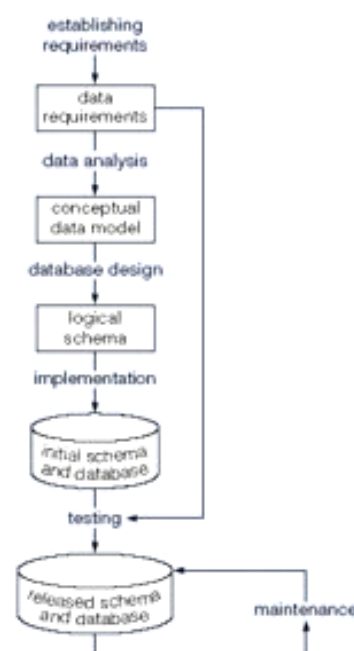 establishing
requirements
data
requirements
data analysis
conceptual
data model
database design
logical
schema
implementation
initial schema
and database
testing
released schema
and database
maintenance